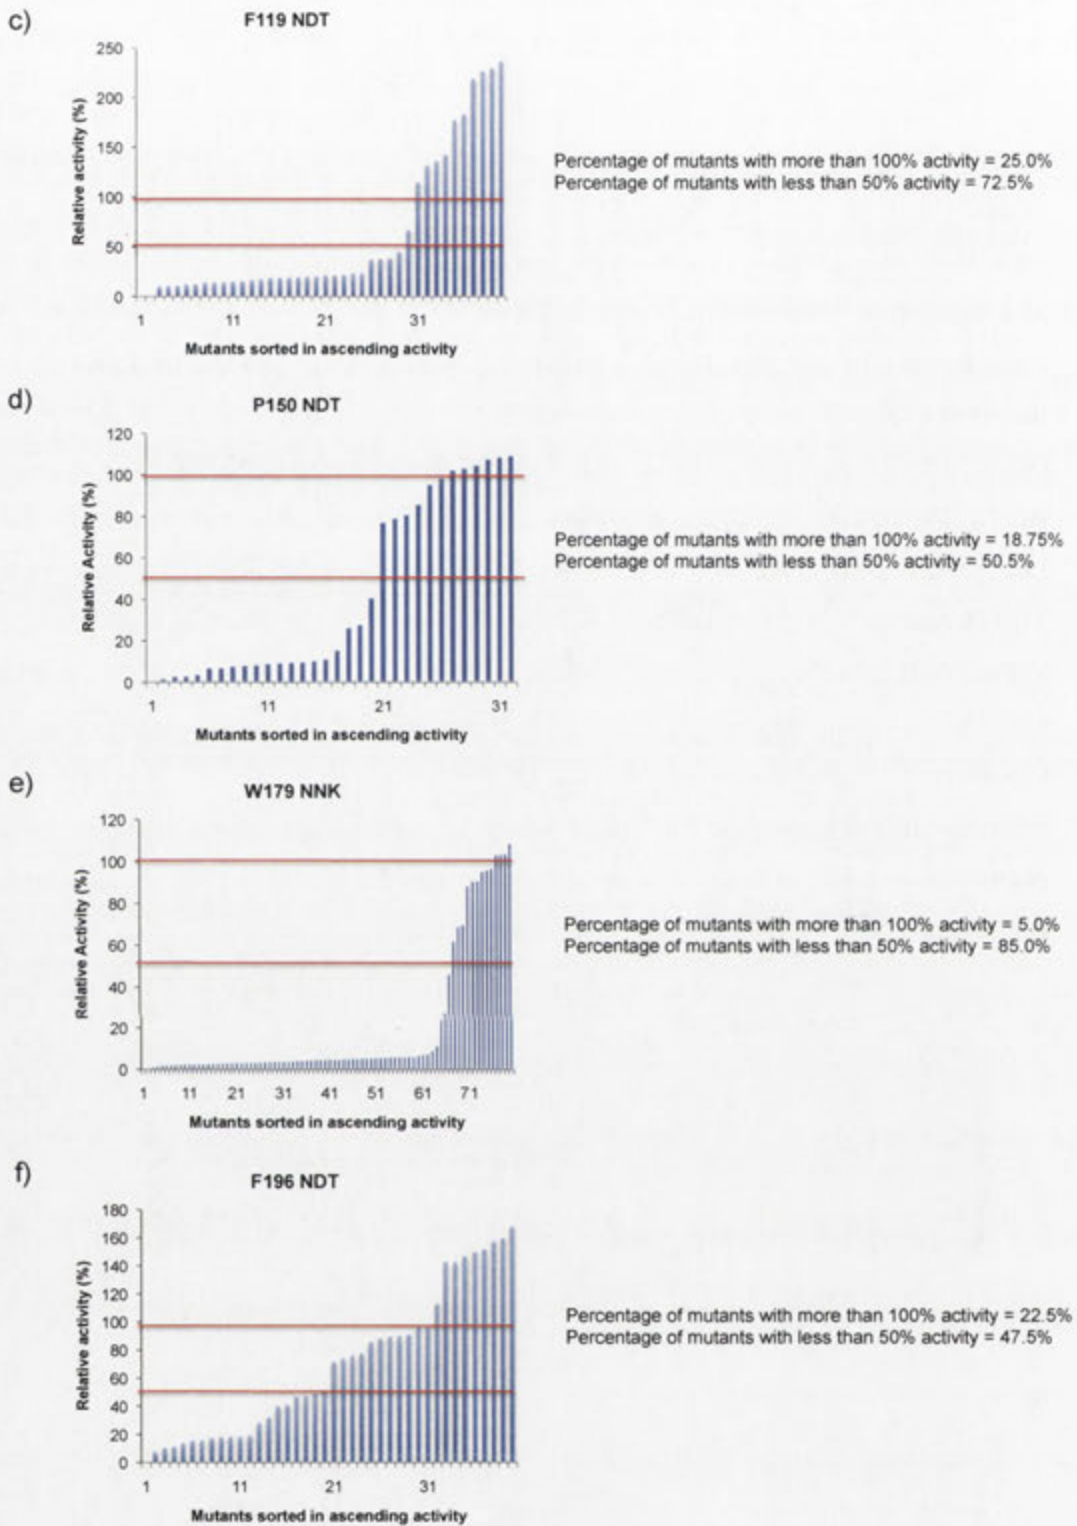 c)
F119 NDT
250
200
150
100
50
0
Relative activity (%)
1 11 21 31
Mutants sorted in ascending activity
Percentage of mutants with more than 100% activity = 25.0%
Percentage of mutants with less than 50% activity = 72.5%
d)
P150 NDT
120
100
80
60
40
20
0
Relative Activity (%)
1 11 21 31
Mutants sorted in ascending activity
Percentage of mutants with more than 100% activity = 18.75%
Percentage of mutants with less than 50% activity = 50.5%
e)
W179 NNK
120
100
80
60
40
20
0
Relative Activity (%)
1 11 21 31 41 51 61 71
Mutants sorted in ascending activity
Percentage of mutants with more than 100% activity = 5.0%
Percentage of mutants with less than 50% activity = 85.0%
f)
F196 NDT
180
160
140
120
100
80
60
40
20
0
Relative activity (%)
1 11 21 31
Mutants sorted in ascending activity
Percentage of mutants with more than 100% activity = 22.5%
Percentage of mutants with less than 50% activity = 47.5%